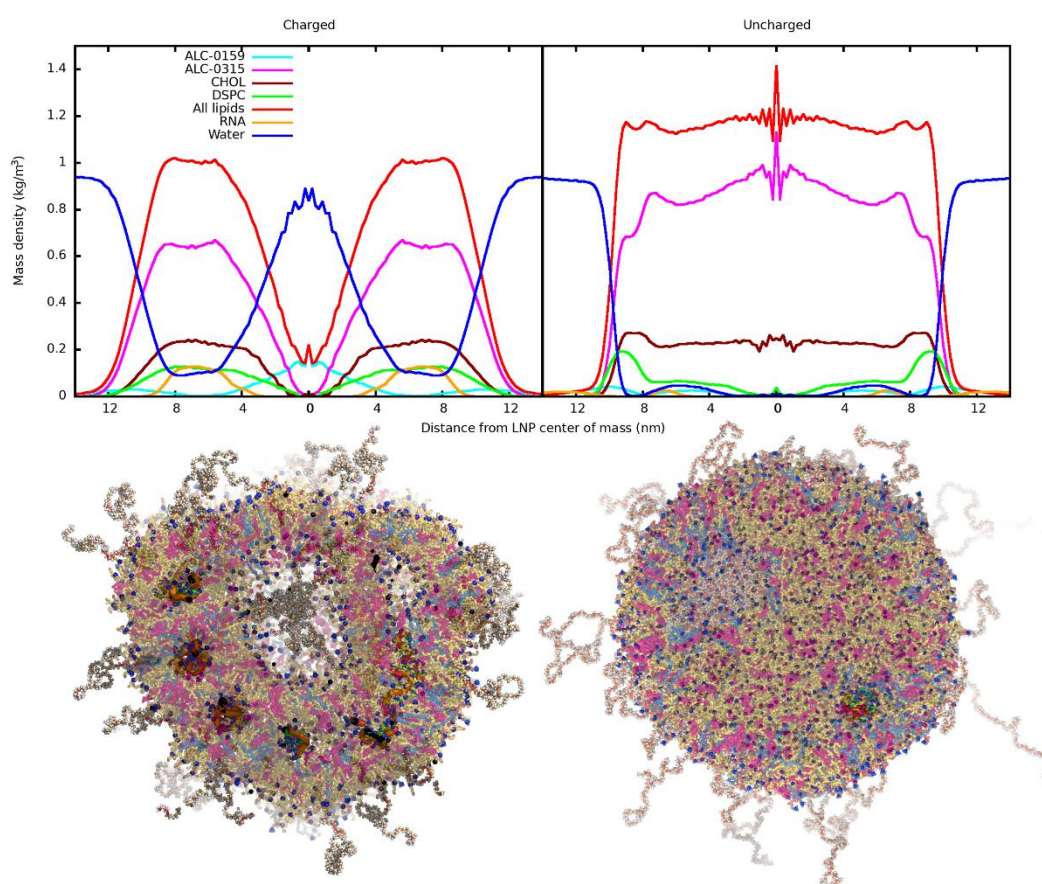 Charged
Uncharged
ALC-0159
ALC-0315
CHOL
DSPC
All lipids
RNA
Water
Mass density (kg/m³)
1.4
1.2
1
0.8
0.6
0.4
0.2
0
12 8 4 0 4 8 12 12 8 4 0 4 8 12
Distance from LNP center of mass (nm)